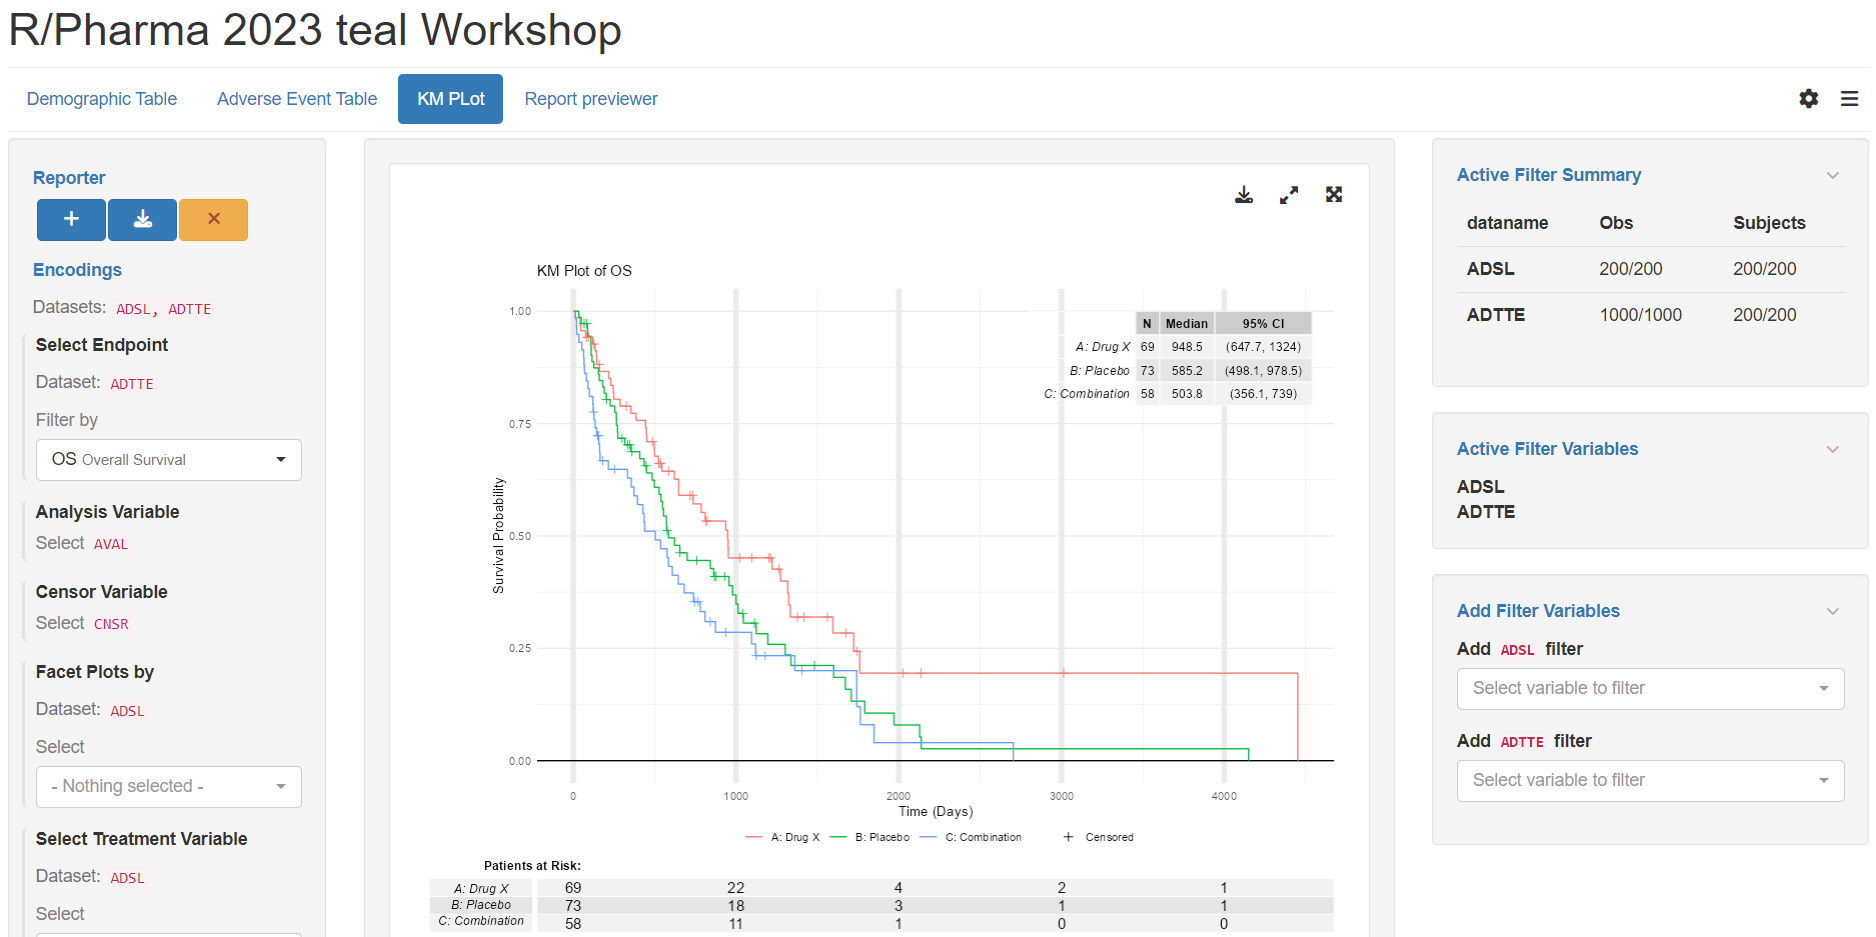 R/Pharma 2023 teal Workshop
Demographic Table Adverse Event Table KM PLot Report previewer
Reporter
Encodings
Datasets: ADSL, ADTTE
Select Endpoint
Dataset: ADTTE
Filter by
OS Overall Survival
Analysis Variable
Select AVAL
Censor Variable
Select CNSR
Facet Plots by
Dataset: ADSL
Select
- Nothing selected -
Select Treatment Variable
Dataset: ADSL
Select
KM Plot of OS
N Median 95% CI
A: Drug X 69 948.5 (647.7, 1324)
B: Placebo 73 585.2 (498.1, 978.5)
C: Combination 58 503.8 (356.1, 739)
Survival Probability
1.00
0.75
0.50
0.25
0.00
0 1000 2000 3000 4000
Time (Days)
A: Drug X B: Placebo C: Combination + Censored
Patients at Risk:
A: Drug X 69 22 4 2 1
B: Placebo 73 18 3 1 1
C: Combination 58 11 1 0 0
Active Filter Summary
dataname Obs Subjects
ADSL 200/200 200/200
ADTTE 1000/1000 200/200
Active Filter Variables
ADSL
ADTTE
Add Filter Variables
Add ADSL filter
Select variable to filter
Add ADTTE filter
Select variable to filter